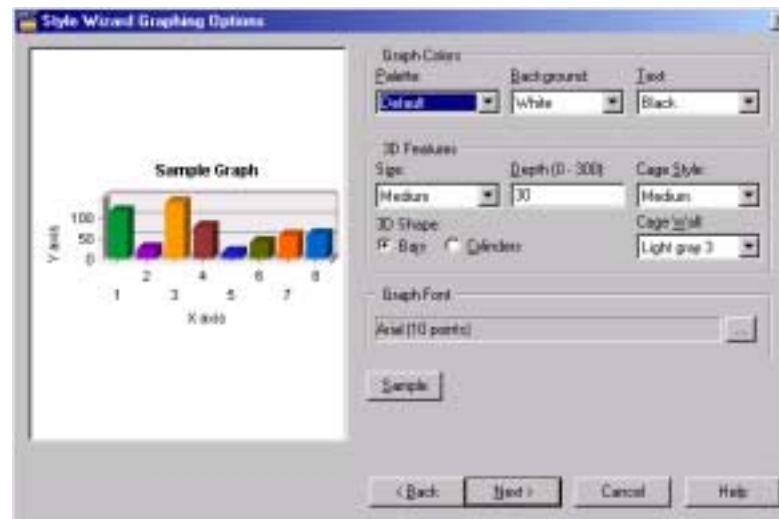 Style Wizard Graphing Options
Sample Graph
Y axis
100
50
0
1 2 3 4 5 6 7 8
X axis
Graph Colors
Palette: Background: Text:
Default White Black
3D Features
Size: Depth (0 - 300): Cage Style:
Medium 30 Medium
3D Shape: Cage Wall:
Bars Cylinders Light gray 3
Graph Font
Arial (10 points)
...
Sample
< Back Next > Cancel Help